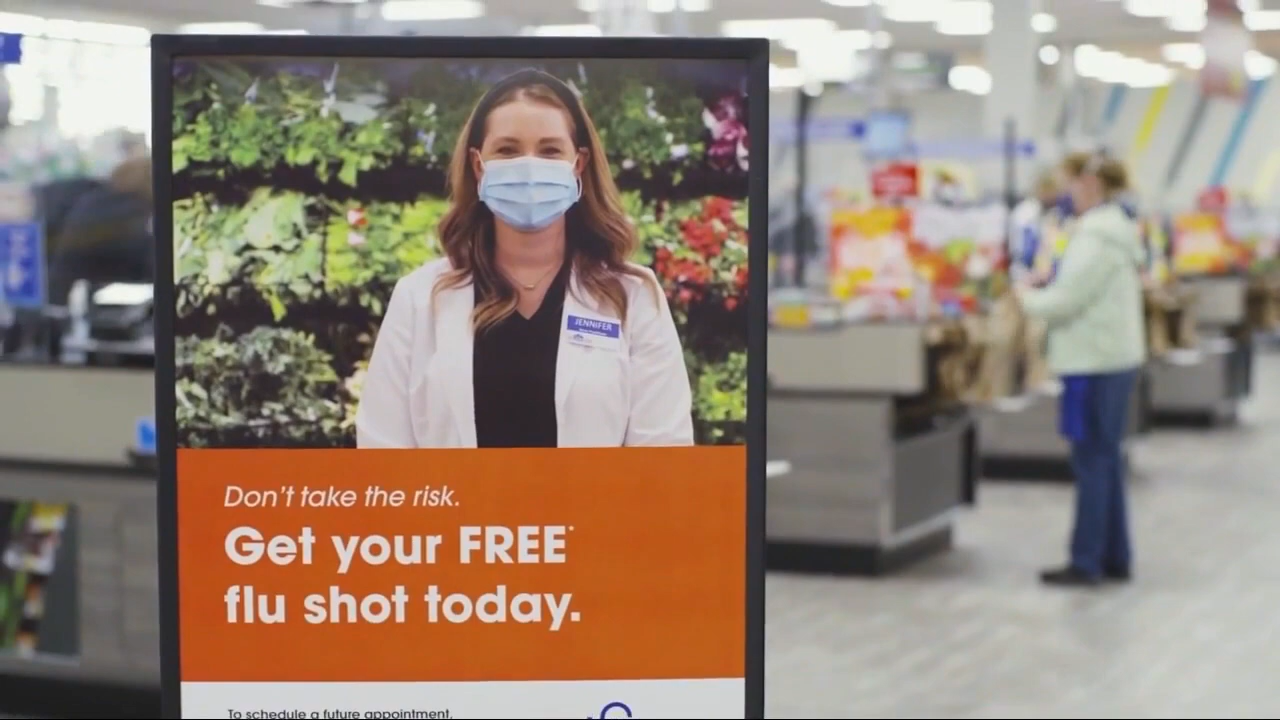 JENNIFER
Don't take the risk.
Get your FREE*
flu shot today.
To schedule a future appointment,